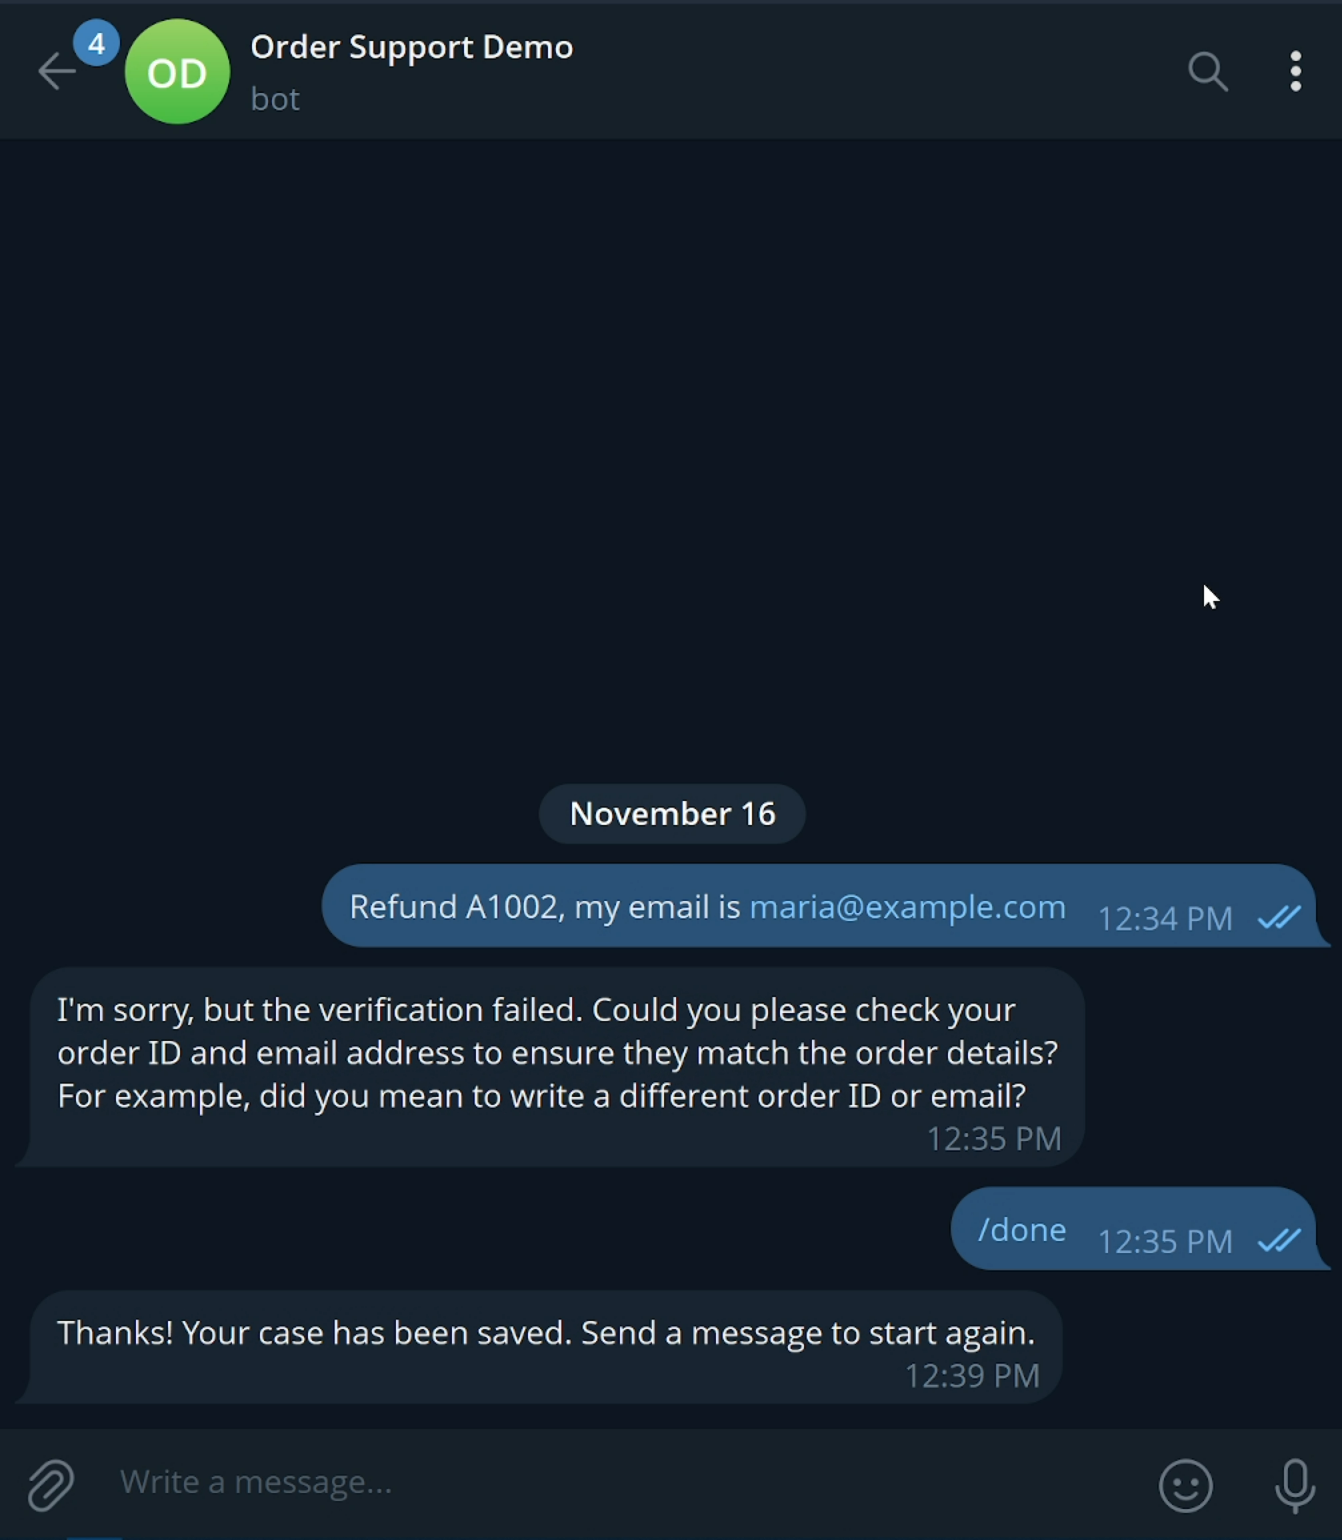 4
OD
Order Support Demo
bot
November 16
Refund A1002, my email is maria@example.com 12:34 PM
I'm sorry, but the verification failed. Could you please check your
order ID and email address to ensure they match the order details?
For example, did you mean to write a different order ID or email?
12:35 PM
/done 12:35 PM
Thanks! Your case has been saved. Send a message to start again.
12:39 PM
Write a message...